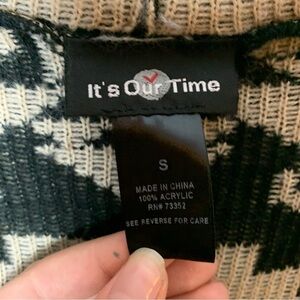 It's Our Time
S
MADE IN CHINA
100% ACRYLIC
RN# 73352
SEE REVERSE FOR CARE